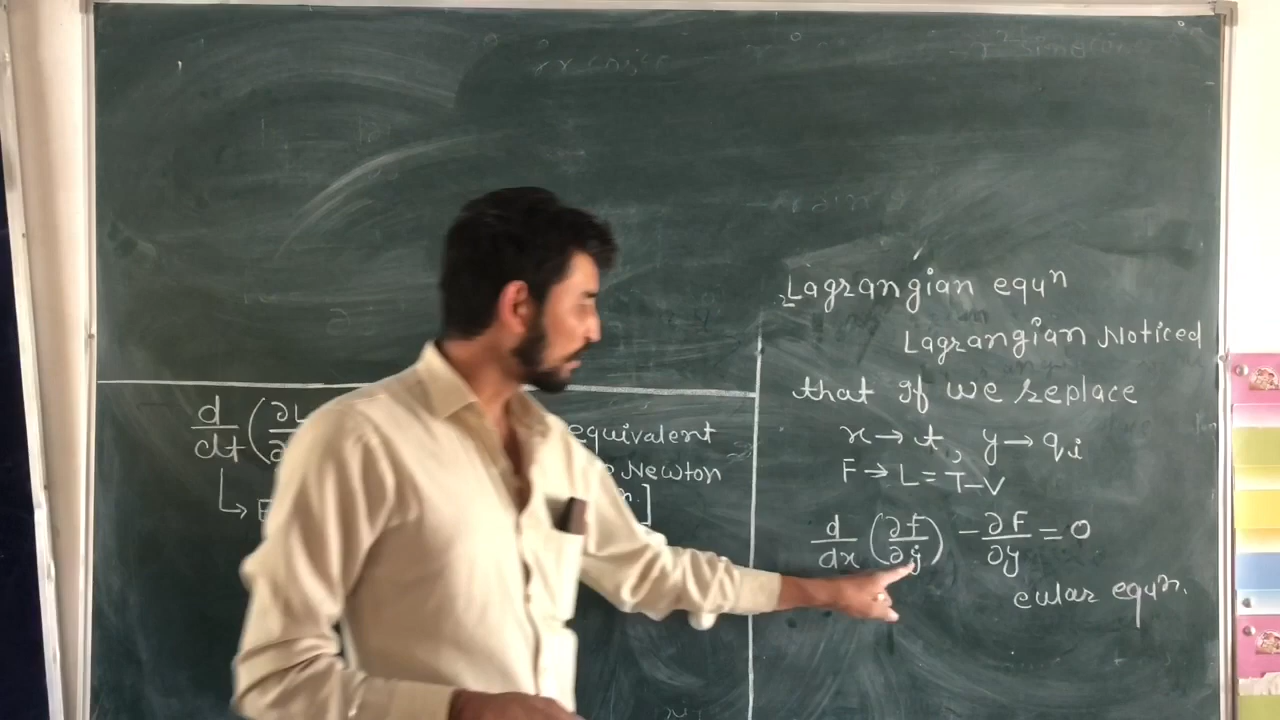 d/dt (∂L
equivalent
Newton
↳ E
n.]
Lagrangian equⁿ
Lagrangian Noticed
that if we replace
x → t, y → qᵢ
F → L = T-V
d/dx (∂f/∂ẏ) - ∂F/∂y = 0
eular equⁿ.